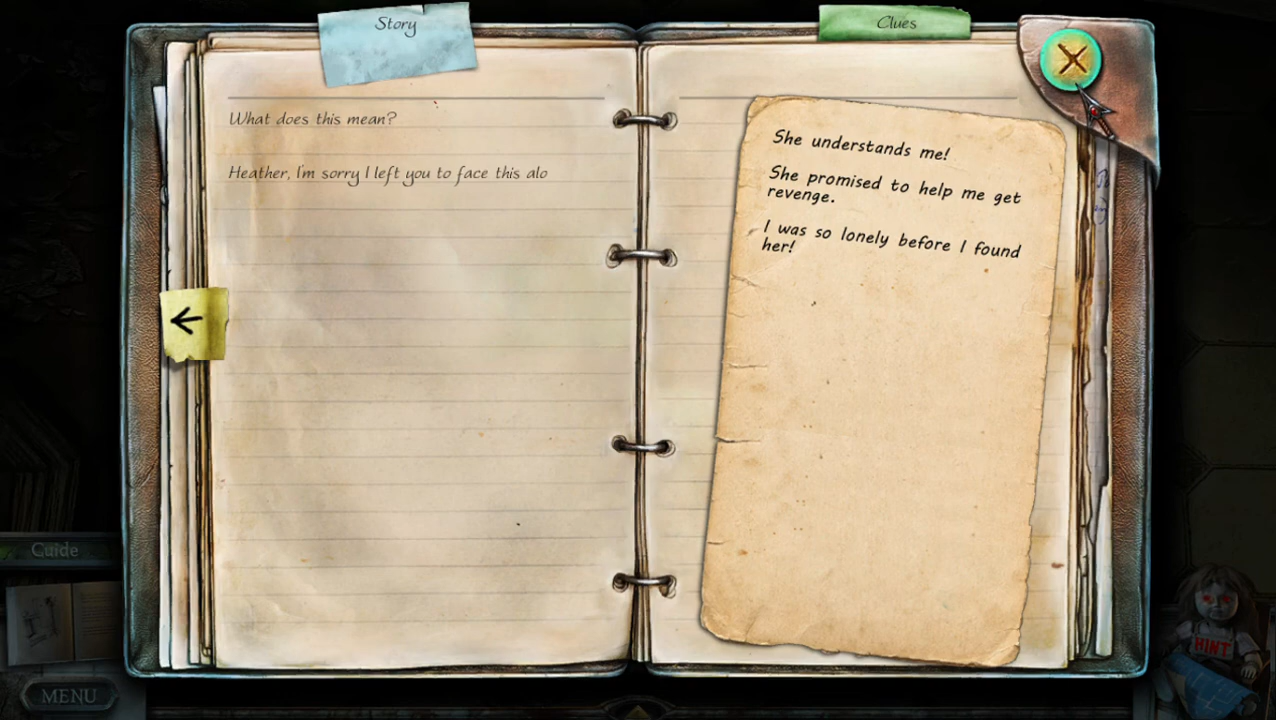 Story
Clues
What does this mean?
Heather, I'm sorry I left you to face this alo
She understands me!
She promised to help me get
revenge.
I was so lonely before I found
her!
Guide
MENU
HINT